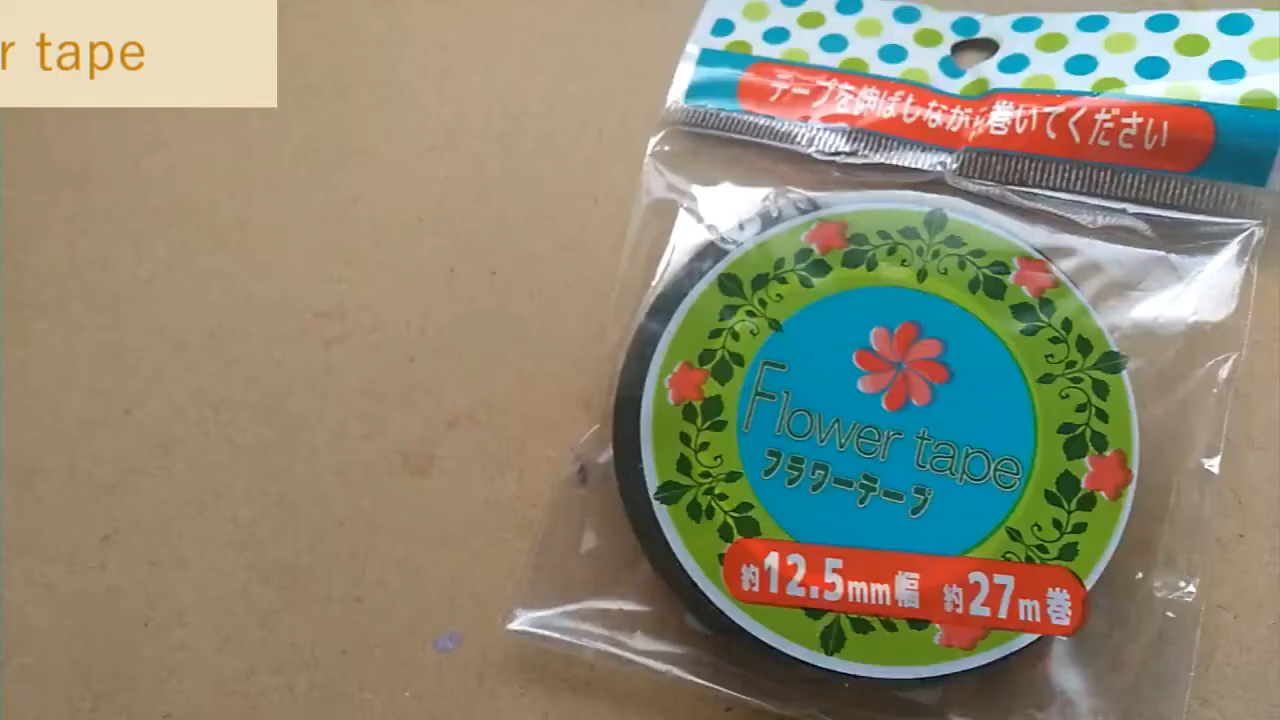 r tape
テープを伸ばしながら巻いてください
Flower tape
フラワーテープ
約12.5mm幅 約27m巻